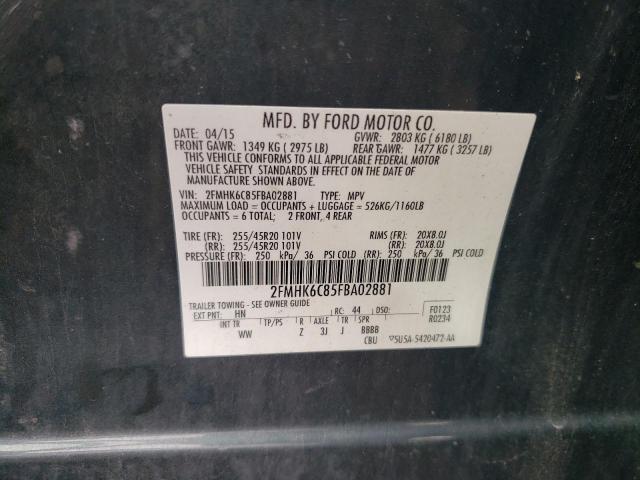 MFD. BY FORD MOTOR CO.
DATE: 04/15 GVWR: 2803 KG ( 6180 LB)
FRONT GAWR: 1349 KG ( 2975 LB) REAR GAWR: 1477 KG ( 3257 LB)
THIS VEHICLE CONFORMS TO ALL APPLICABLE FEDERAL MOTOR
VEHICLE SAFETY STANDARDS IN EFFECT ON THE DATE OF
MANUFACTURE SHOWN ABOVE.
VIN: 2FMHK6C85FBA02881 TYPE: MPV
MAXIMUM LOAD = OCCUPANTS + LUGGAGE = 526KG/1160LB
OCCUPANTS = 6 TOTAL; 2 FRONT, 4 REAR
TIRE (FR): 255/45R20 101V RIMS (FR): 20X8.0J
(RR): 255/45R20 101V (RR): 20X8.0J
PRESSURE (FR): 250 kPa/ 36 PSI COLD (RR) 250 kPa/ 36 PSI COLD
2FMHK6C85FBA02881
TRAILER TOWING - SEE OWNER GUIDE
EXT PNT: HN RC: 44 DSO: F0123
R0234
INT TR TP/PS R AXLE TR SPR
WW Z 3J J BBBB
CBU ▽5U5A-5420472-AA